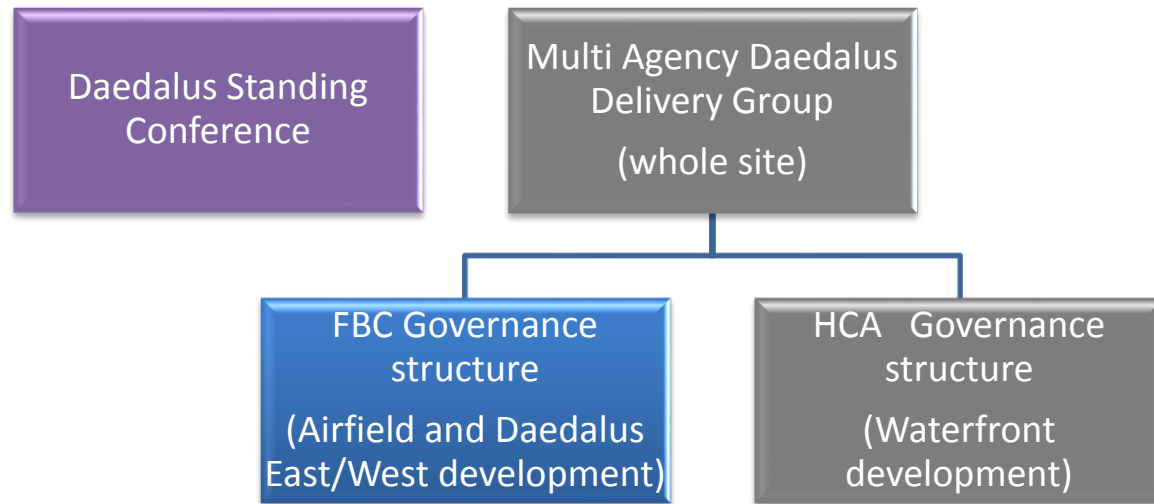 Daedalus Standing
Conference
Multi Agency Daedalus
Delivery Group
(whole site)
FBC Governance
structure
(Airfield and Daedalus
East/West development)
HCA   Governance
structure
(Waterfront
development)